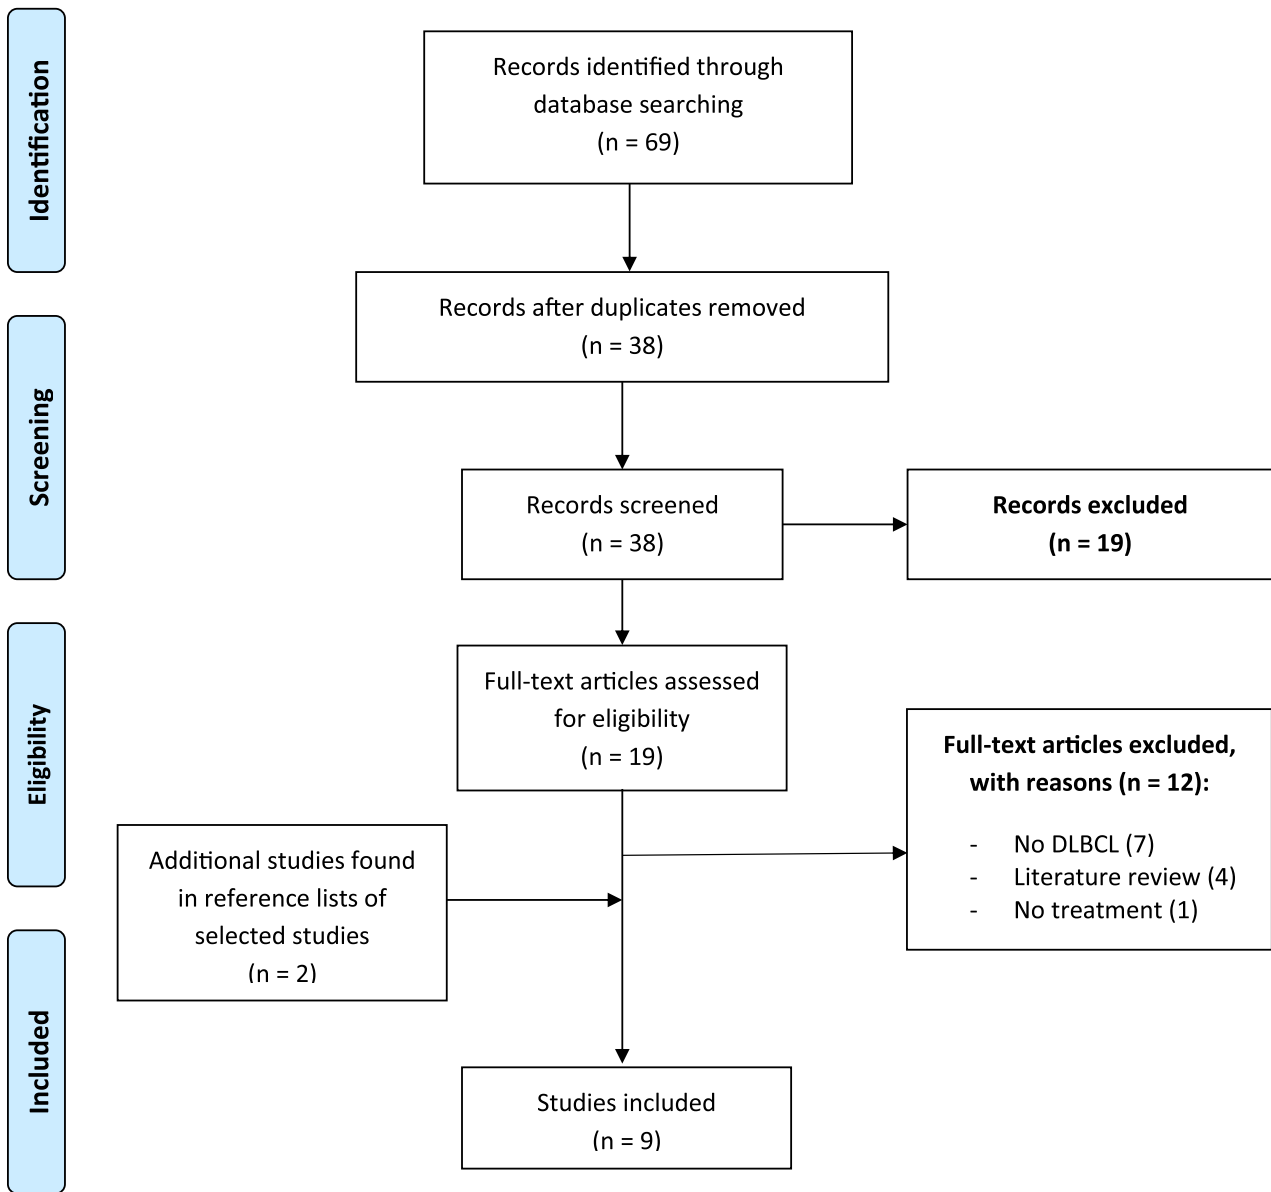 Identification
Records identified through
database searching
(n = 69)
Records after duplicates removed
(n = 38)
Screening
Records screened
(n = 38)
Records excluded
(n = 19)
Eligibility
Full-text articles assessed
for eligibility
(n = 19)
Full-text articles excluded,
with reasons (n = 12):
- No DLBCL (7)
- Literature review (4)
- No treatment (1)
Additional studies found
in reference lists of
selected studies
(n = 2)
Included
Studies included
(n = 9)